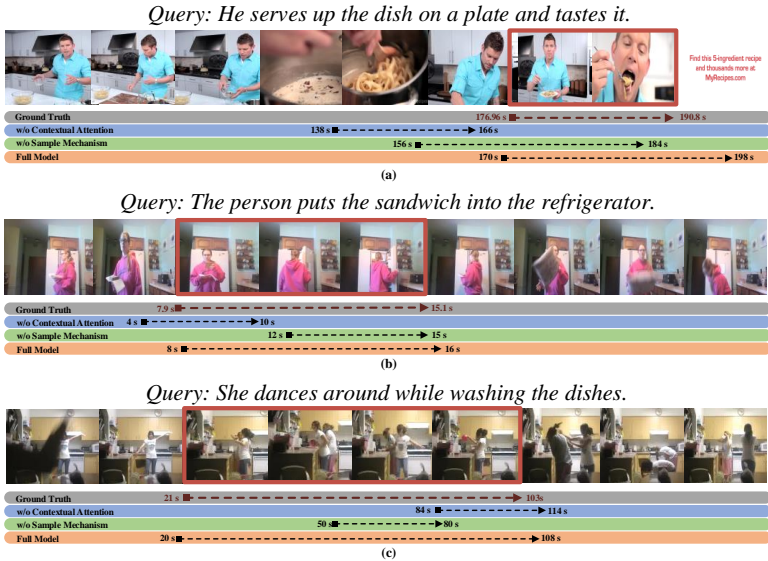 Query: He serves up the dish on a plate and tastes it.
Find this 5-ingredient recipe
and thousands more at
MyRecipes.com
Ground Truth 176.96 s 190.8 s
w/o Contextual Attention 138 s 166 s
w/o Sample Mechanism 156 s 184 s
Full Model 170 s 198 s
(a)
Query: The person puts the sandwich into the refrigerator.
Ground Truth 7.9 s 15.1 s
w/o Contextual Attention 4 s 10 s
w/o Sample Mechanism 12 s 15 s
Full Model 8 s 16 s
(b)
Query: She dances around while washing the dishes.
Ground Truth 21 s 103s
w/o Contextual Attention 84 s 114 s
w/o Sample Mechanism 50 s 80 s
Full Model 20 s 108 s
(c)